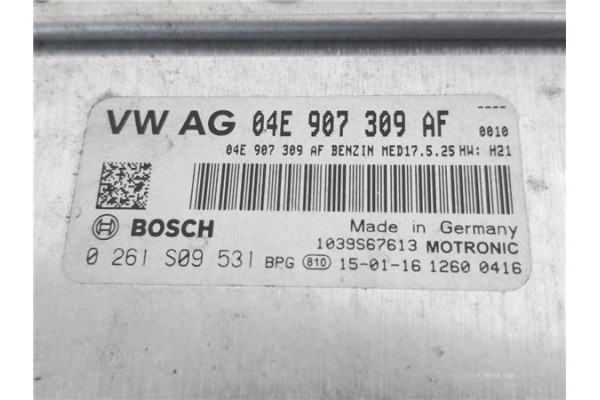 ----
VW AG 04E 907 309 AF 0010
04E 907 309 AF BENZIN MED17.5.25 HW: H21
BOSCH
Made in Germany
1039S67613 MOTRONIC
0 261 S09 531 BPG 810 15-01-16 1260 0416